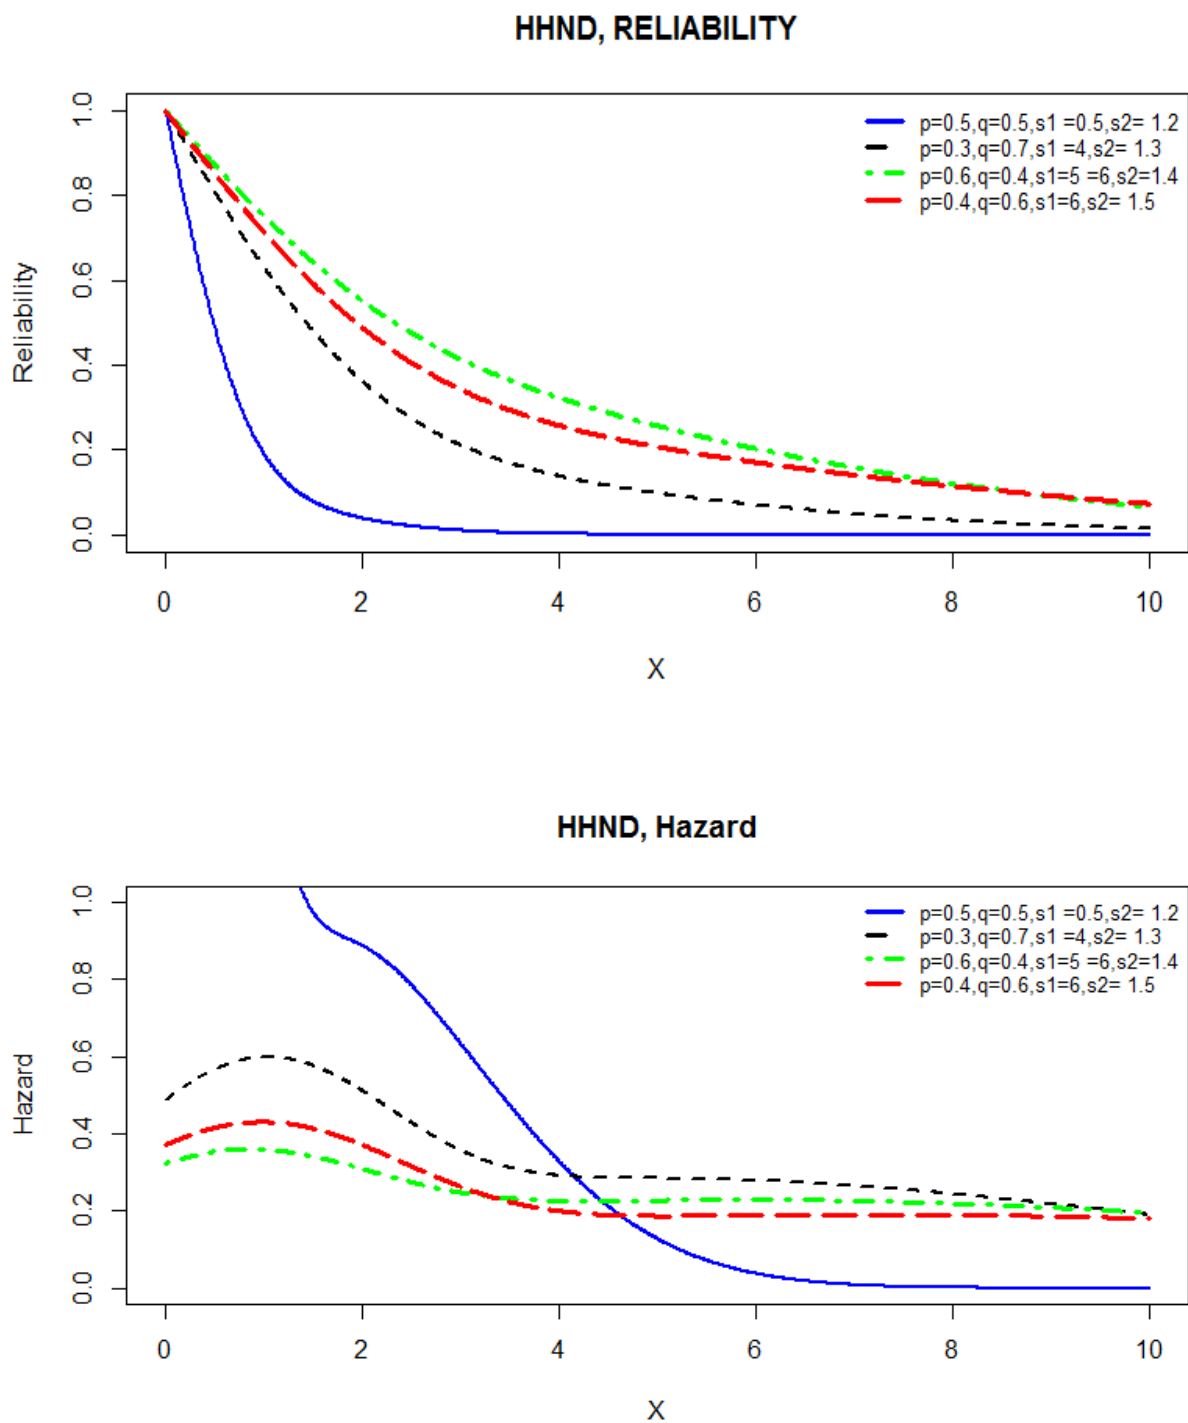 HHND, RELIABILITY
1.0
0.8
0.6
0.4
0.2
0.0
Reliability
p=0.5,q=0.5,s1 =0.5,s2= 1.2
p=0.3,q=0.7,s1 =4,s2= 1.3
p=0.6,q=0.4,s1=5 =6,s2=1.4
p=0.4,q=0.6,s1=6,s2= 1.5
0 2 4 6 8 10
X
HHND, Hazard
1.0
0.8
0.6
0.4
0.2
0.0
Hazard
p=0.5,q=0.5,s1 =0.5,s2= 1.2
p=0.3,q=0.7,s1 =4,s2= 1.3
p=0.6,q=0.4,s1=5 =6,s2=1.4
p=0.4,q=0.6,s1=6,s2= 1.5
0 2 4 6 8 10
X